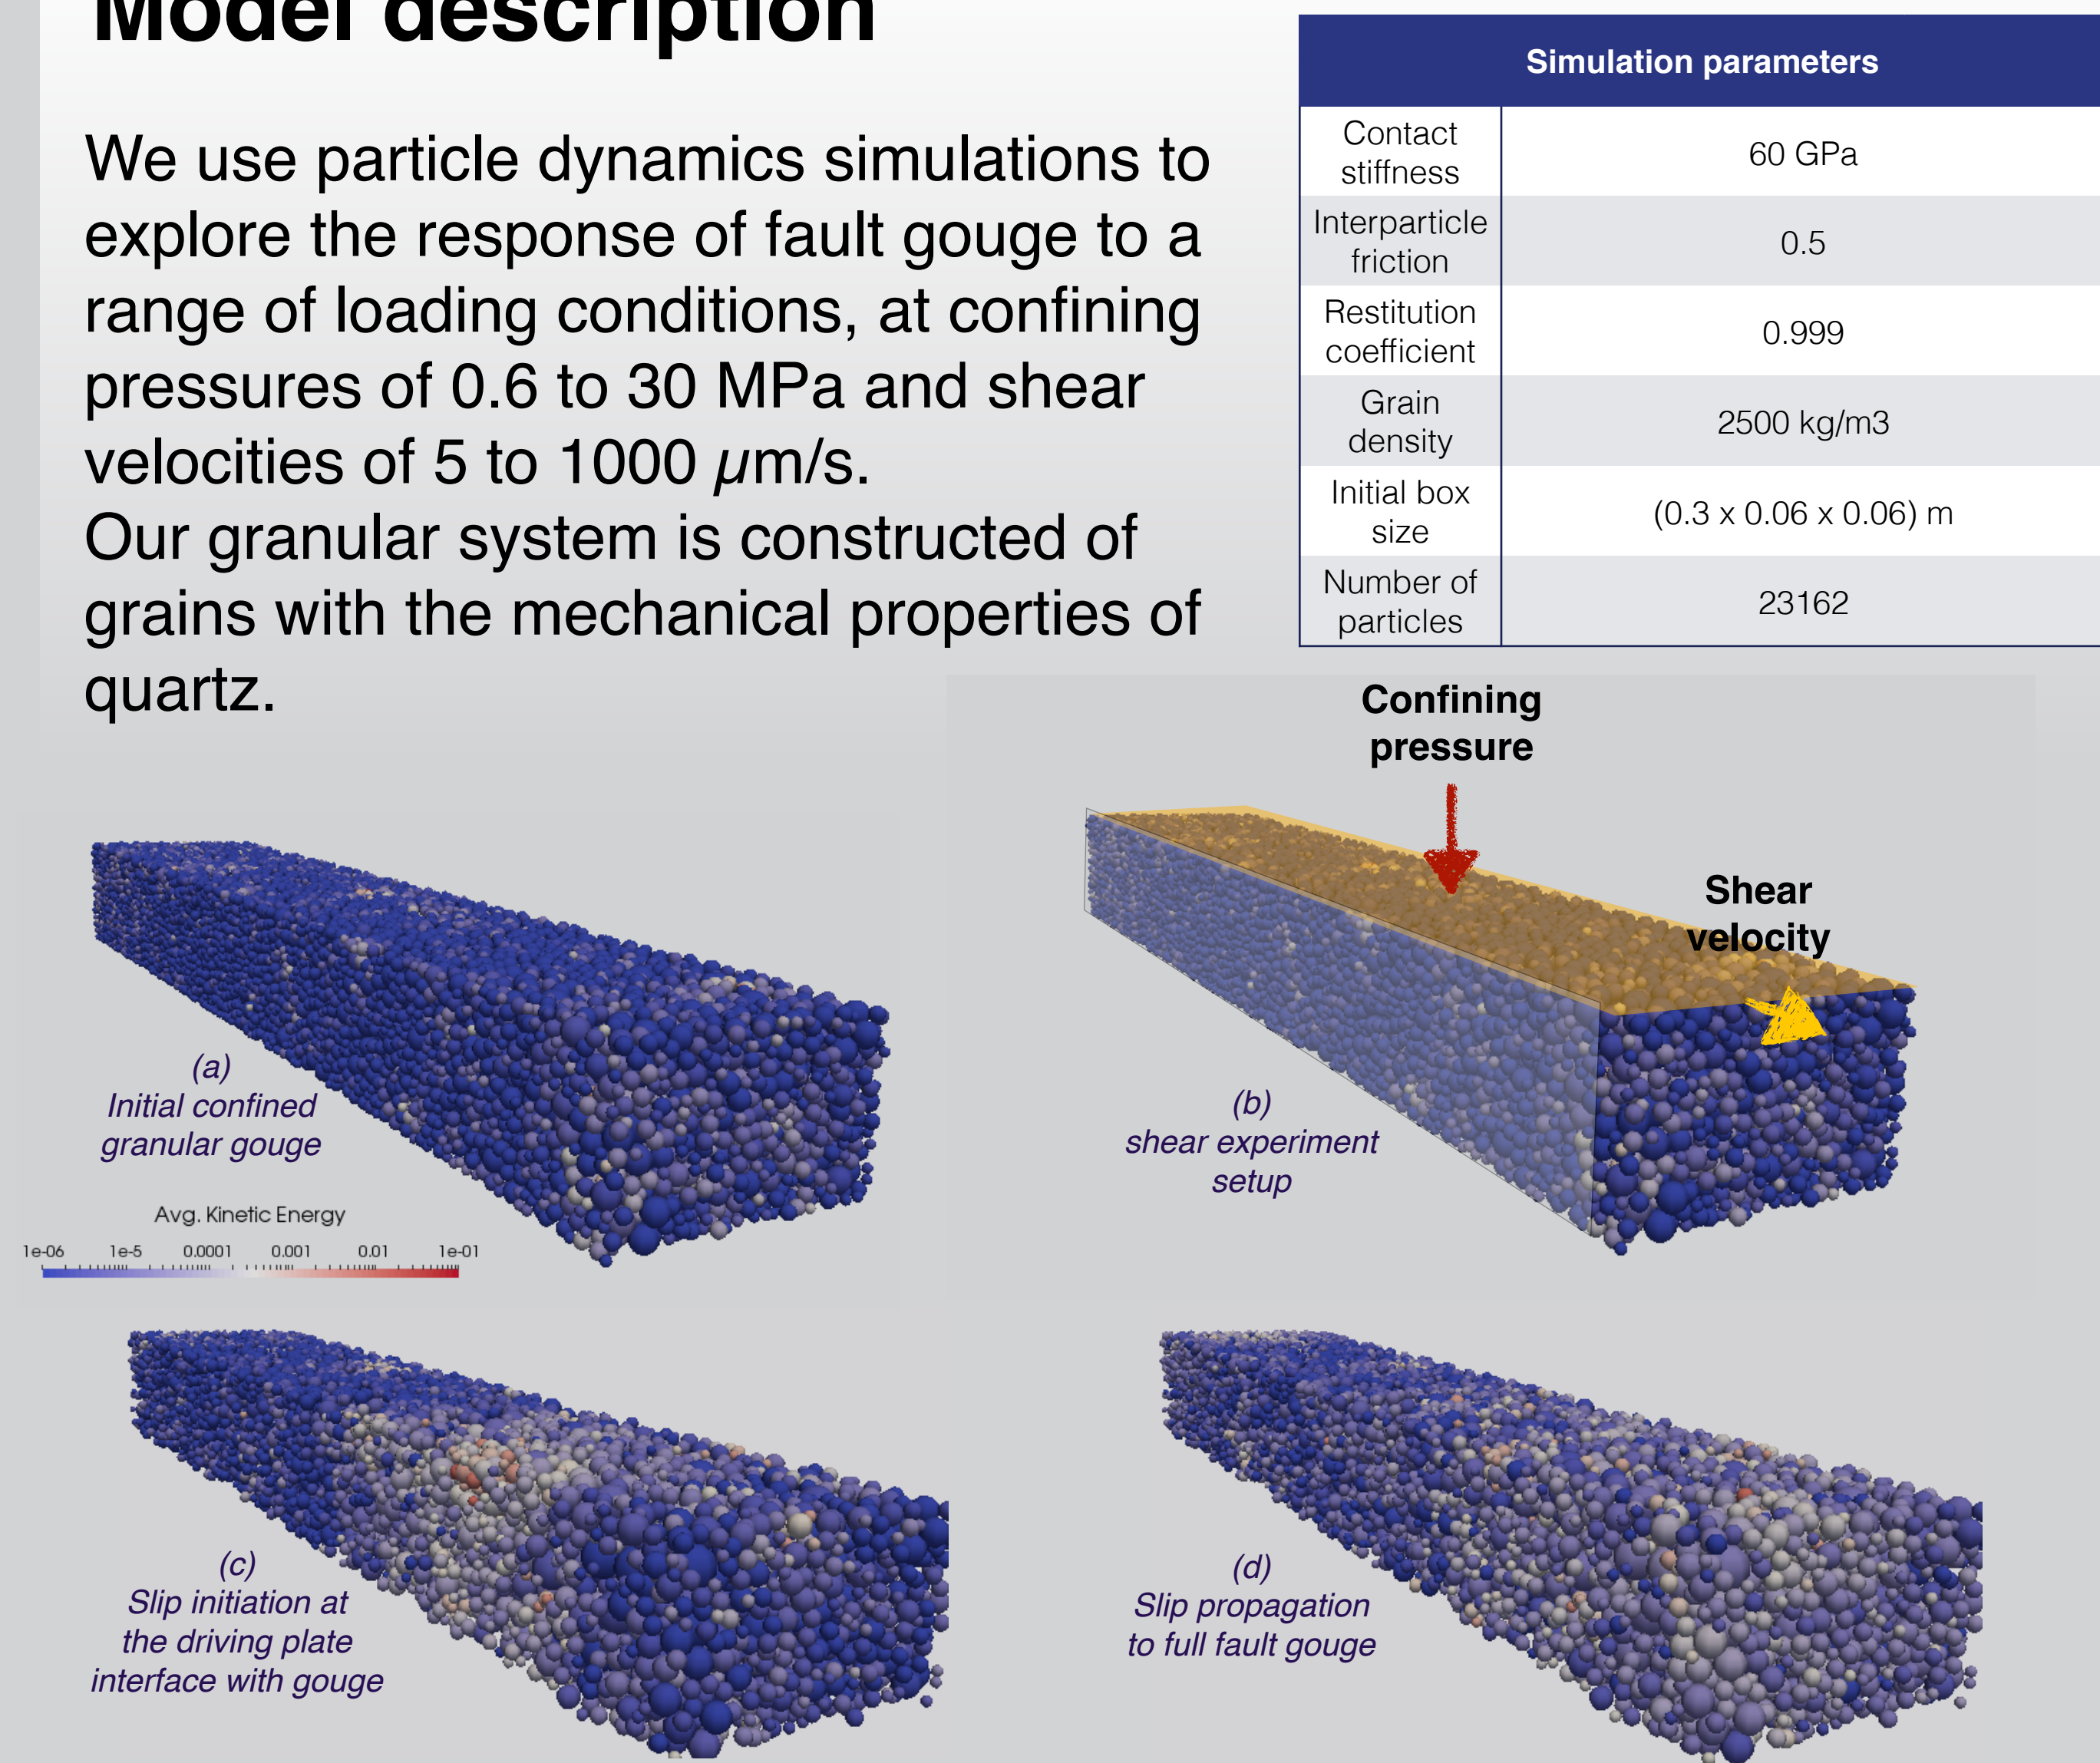 Model description
We use particle dynamics simulations to
explore the response of fault gouge to a
range of loading conditions, at confining
pressures of 0.6 to 30 MPa and shear
velocities of 5 to 1000 µm/s.
Our granular system is constructed of
grains with the mechanical properties of
quartz.
Simulation parameters
Contact
stiffness
60 GPa
Interparticle
friction
0.5
Restitution
coefficient
0.999
Grain
density
2500 kg/m3
Initial box
size
(0.3 x 0.06 x 0.06) m
Number of
particles
23162
Confining
pressure
Shear
velocity
(a)
Initial confined
granular gouge
Avg. Kinetic Energy
1e-06 1e-5 0.0001 0.001 0.01 1e-01
(b)
shear experiment
setup
(c)
Slip initiation at
the driving plate
interface with gouge
(d)
Slip propagation
to full fault gouge